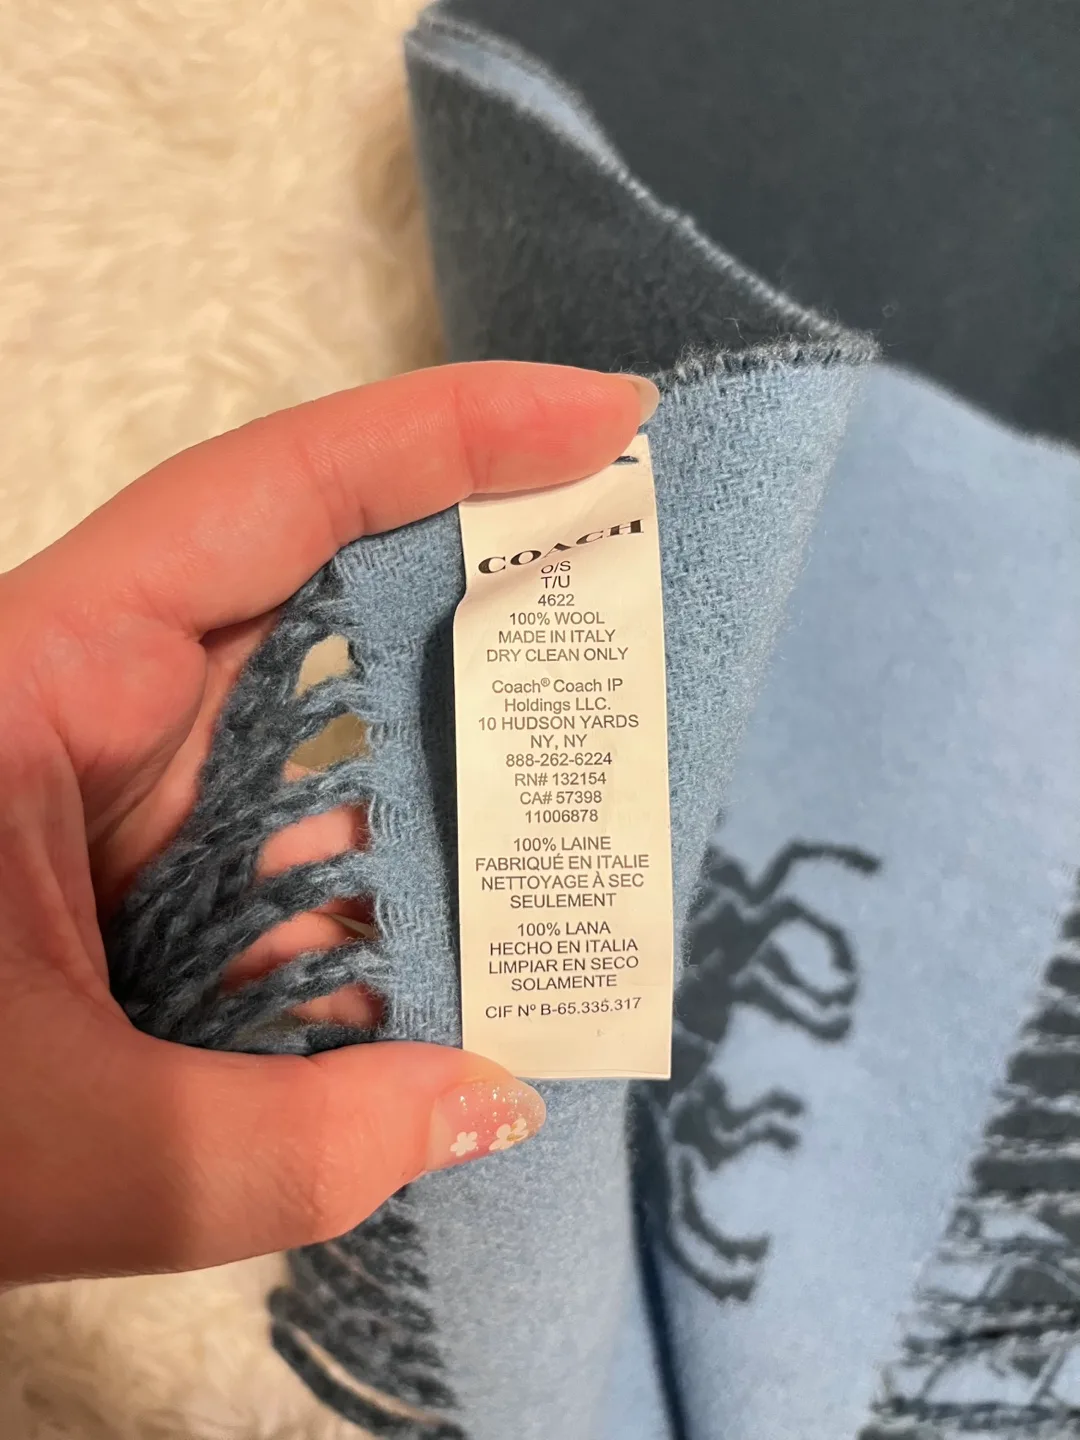 COACH
O/S
T/U
4622
100% WOOL
MADE IN ITALY
DRY CLEAN ONLY
Coach® Coach IP
Holdings LLC.
10 HUDSON YARDS
NY, NY
888-262-6224
RN# 132154
CA# 57398
11006878
100% LAINE
FABRIQUÉ EN ITALIE
NETTOYAGE À SEC
SEULEMENT
100% LANA
HECHO EN ITALIA
LIMPIAR EN SECO
SOLAMENTE
CIF Nº B-65.335.317